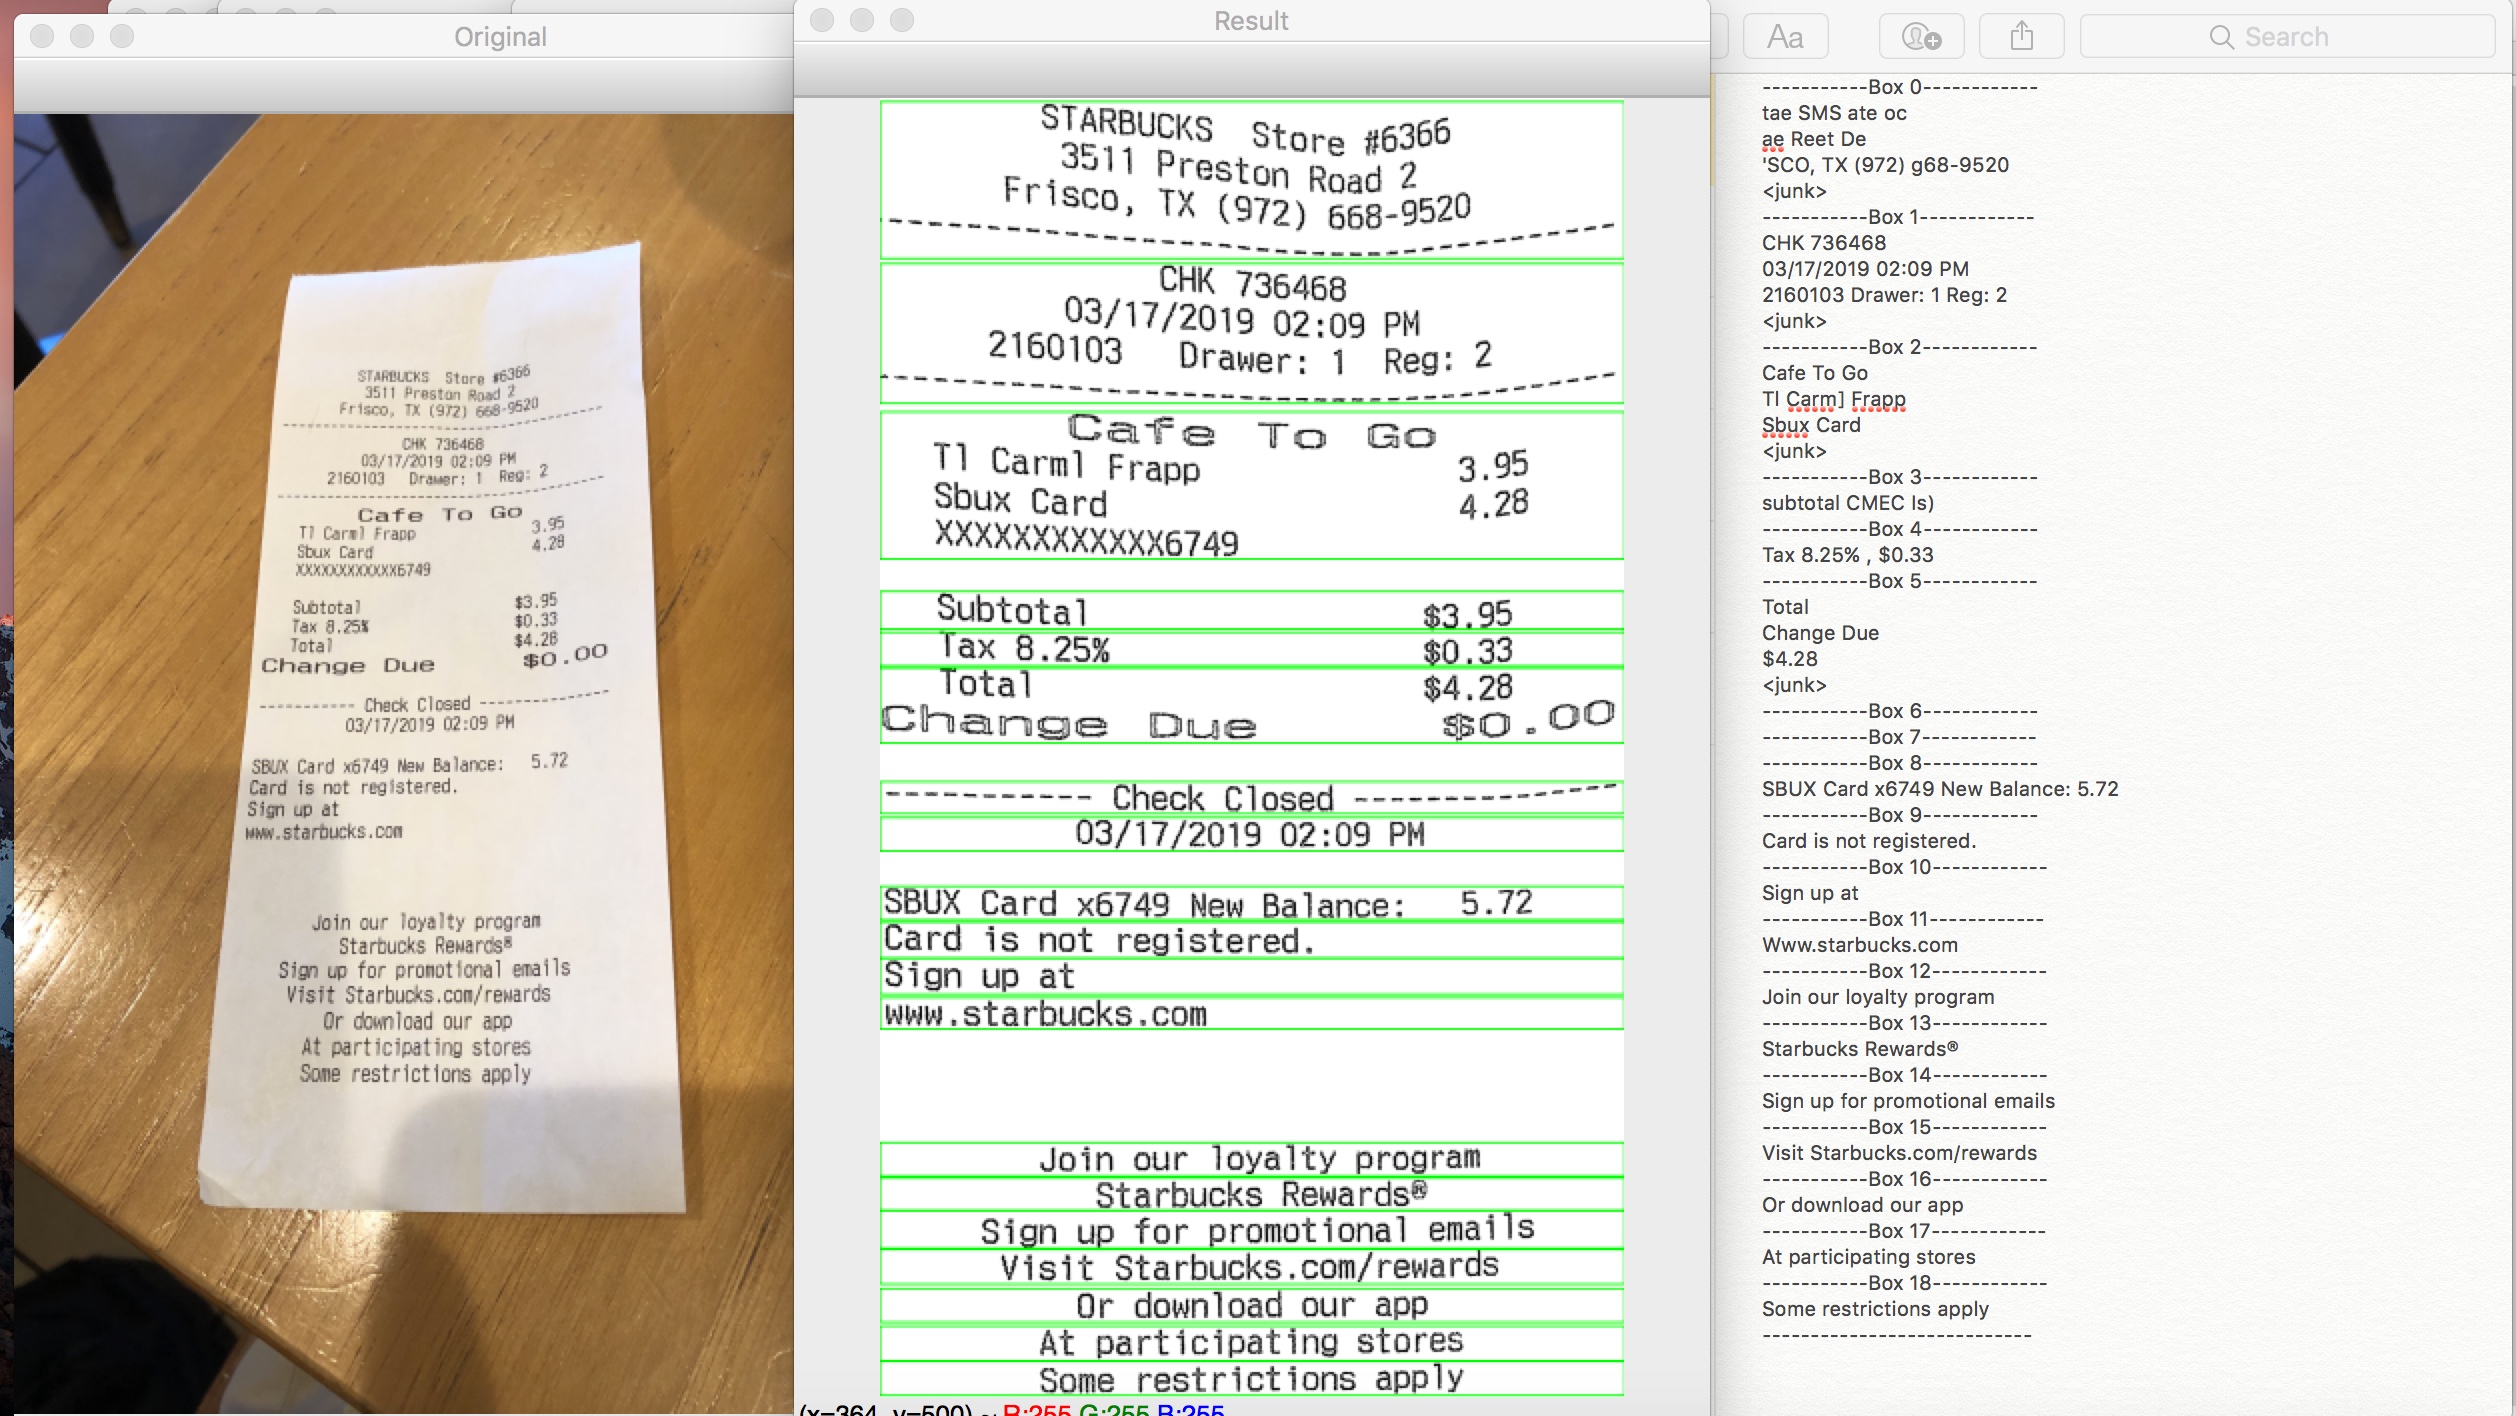 Original
STARBUCKS Store #6366
3511 Preston Road 2
Frisco, TX (972) 668-9520
--------------------------------
CHK 736468
03/17/2019 02:09 PM
2160103 Drawer: 1 Reg: 2
--------------------------------
Cafe To Go
Tl Carml Frapp 3.95
Sbux Card 4.28
XXXXXXXXXXXX6749
Subtotal $3.95
Tax 8.25% $0.33
Total $4.28
Change Due $0.00
----------- Check Closed -----------
03/17/2019 02:09 PM
SBUX Card x6749 New Balance: 5.72
Card is not registered.
Sign up at
www.starbucks.com
Join our loyalty program
Starbucks Rewards®
Sign up for promotional emails
Visit Starbucks.com/rewards
Or download our app
At participating stores
Some restrictions apply
Result
STARBUCKS Store #6366
3511 Preston Road 2
Frisco, TX (972) 668-9520
--------------------------------
CHK 736468
03/17/2019 02:09 PM
2160103 Drawer: 1 Reg: 2
--------------------------------
Cafe To Go
Tl Carml Frapp 3.95
Sbux Card 4.28
XXXXXXXXXXXX6749
Subtotal $3.95
Tax 8.25% $0.33
Total $4.28
Change Due $0.00
----------- Check Closed --------------
03/17/2019 02:09 PM
SBUX Card x6749 New Balance: 5.72
Card is not registered.
Sign up at
www.starbucks.com
Join our loyalty program
Starbucks Rewards®
Sign up for promotional emails
Visit Starbucks.com/rewards
Or download our app
At participating stores
Some restrictions apply
(x=364, y=500) ~ R:255 G:255 B:255
Aa
Search
-----------Box 0------------
tae SMS ate oc
ae Reet De
'SCO, TX (972) g68-9520
<junk>
-----------Box 1------------
CHK 736468
03/17/2019 02:09 PM
2160103 Drawer: 1 Reg: 2
<junk>
-----------Box 2------------
Cafe To Go
Tl Carm] Frapp
Sbux Card
<junk>
-----------Box 3------------
subtotal CMEC Is)
-----------Box 4------------
Tax 8.25% , $0.33
-----------Box 5------------
Total
Change Due
$4.28
<junk>
-----------Box 6------------
-----------Box 7------------
-----------Box 8------------
SBUX Card x6749 New Balance: 5.72
-----------Box 9------------
Card is not registered.
-----------Box 10------------
Sign up at
-----------Box 11------------
Www.starbucks.com
-----------Box 12------------
Join our loyalty program
-----------Box 13------------
Starbucks Rewards®
-----------Box 14------------
Sign up for promotional emails
-----------Box 15------------
Visit Starbucks.com/rewards
-----------Box 16------------
Or download our app
-----------Box 17------------
At participating stores
-----------Box 18------------
Some restrictions apply
----------------------------